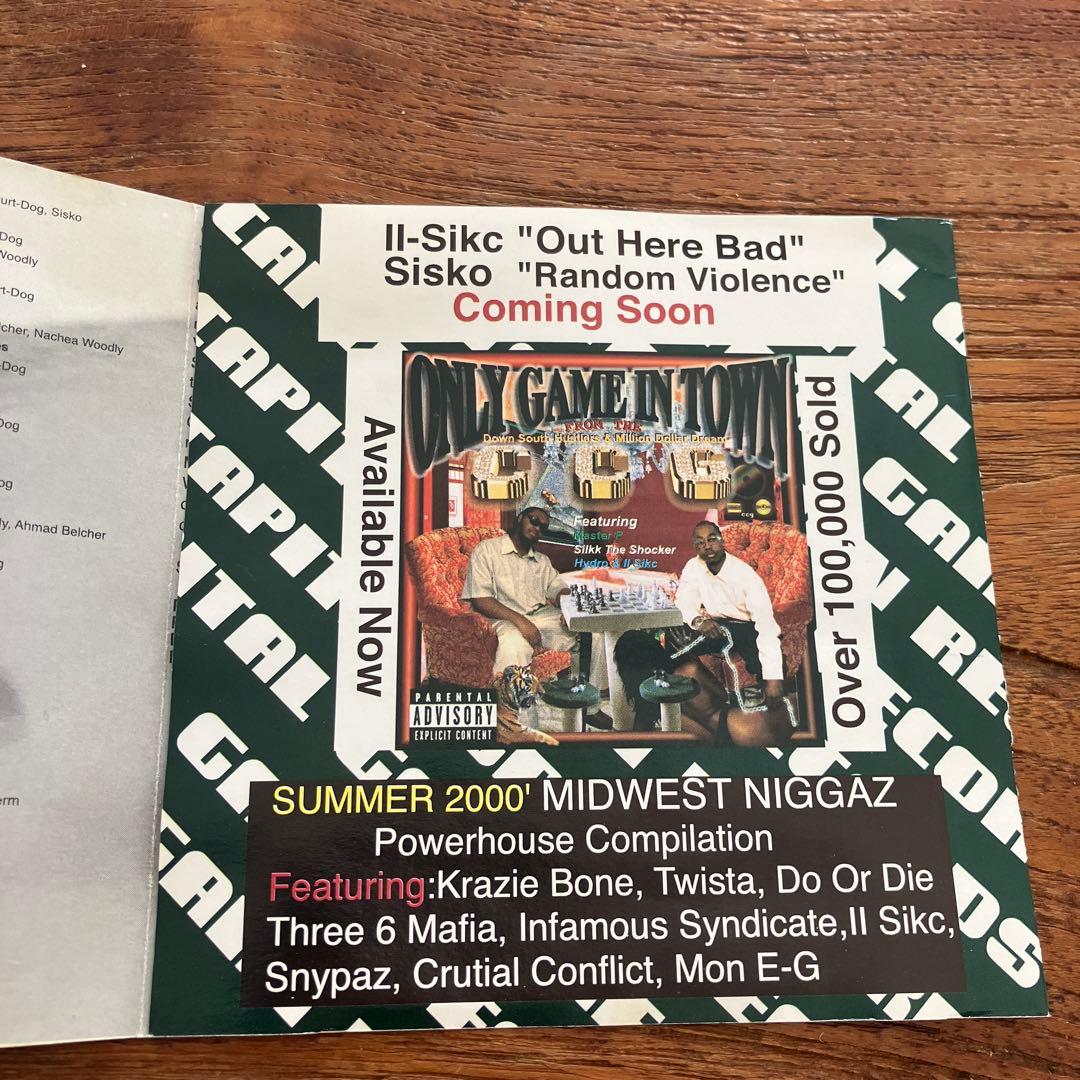 urt-Dog, Sisko
Dog
Woodly
rt-Dog
lcher, Nachea Woodly
es
-Dog
Dog
og
ly, Ahmad Belcher
g
erm
Il-Sikc "Out Here Bad"
Sisko "Random Violence"
Coming Soon
Available Now
ONLY GAME IN TOWN
FROM THE
Down South Hustlers & Million Dollar Dream
CCG
Featuring
Master P
Silkk The Shocker
Hydro & Il Sikc
PARENTAL
ADVISORY
EXPLICIT CONTENT
Over 100,000 Sold
SUMMER 2000' MIDWEST NIGGAZ
Powerhouse Compilation
Featuring:Krazie Bone, Twista, Do Or Die
Three 6 Mafia, Infamous Syndicate,Il Sikc,
Snypaz, Crutial Conflict, Mon E-G